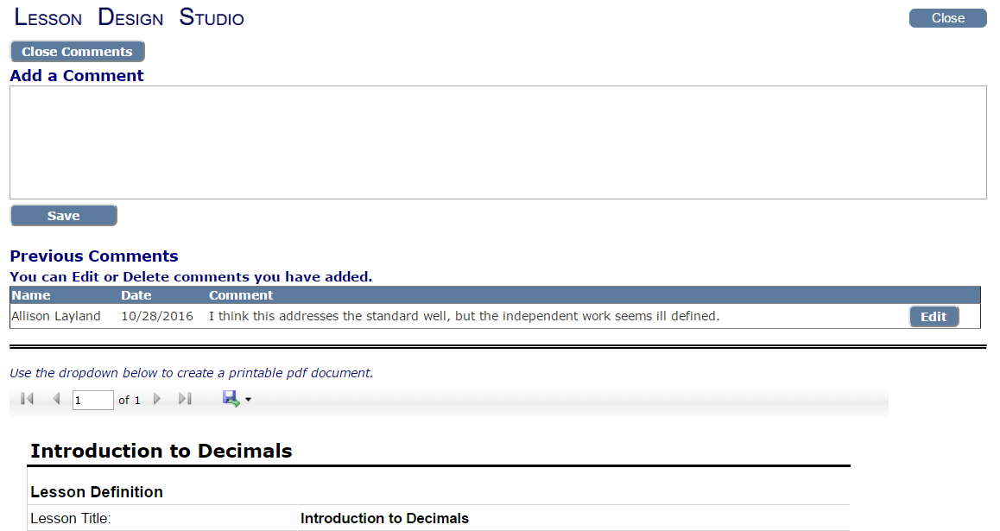 Lesson Design Studio
Close
Close Comments
Add a Comment
Save
Previous Comments
You can Edit or Delete comments you have added.
Name Date Comment
Allison Layland 10/28/2016 I think this addresses the standard well, but the independent work seems ill defined. Edit
Use the dropdown below to create a printable pdf document.
1 of 1
Introduction to Decimals
Lesson Definition
Lesson Title: Introduction to Decimals